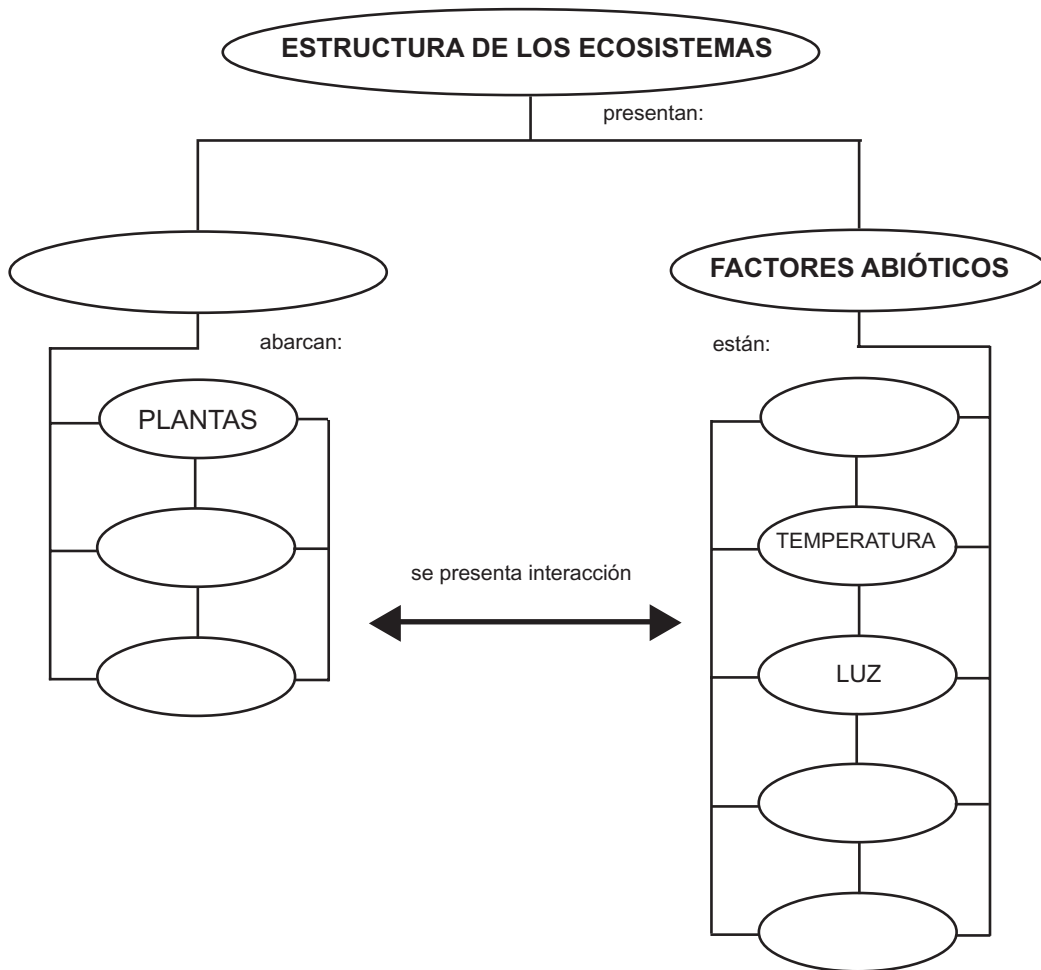 ESTRUCTURA DE LOS ECOSISTEMAS
presentan:
FACTORES ABIÓTICOS
abarcan:
están:
PLANTAS
TEMPERATURA
se presenta interacción
LUZ